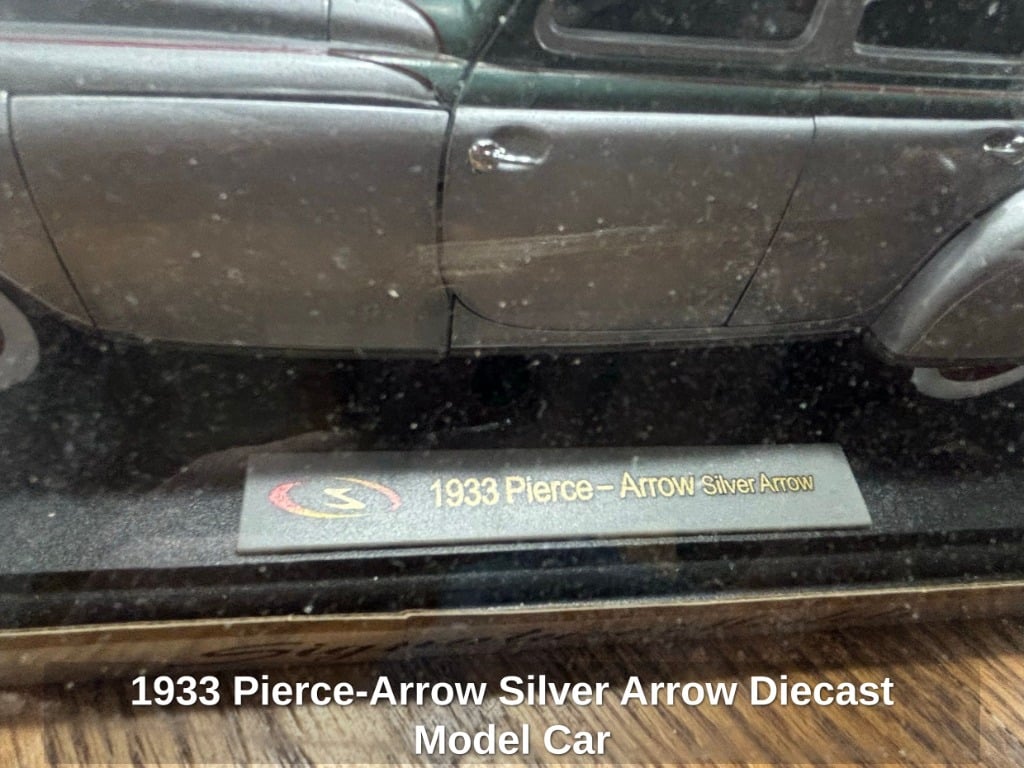 1933 Pierce – Arrow Silver Arrow
1933 Pierce-Arrow Silver Arrow Diecast
Model Car